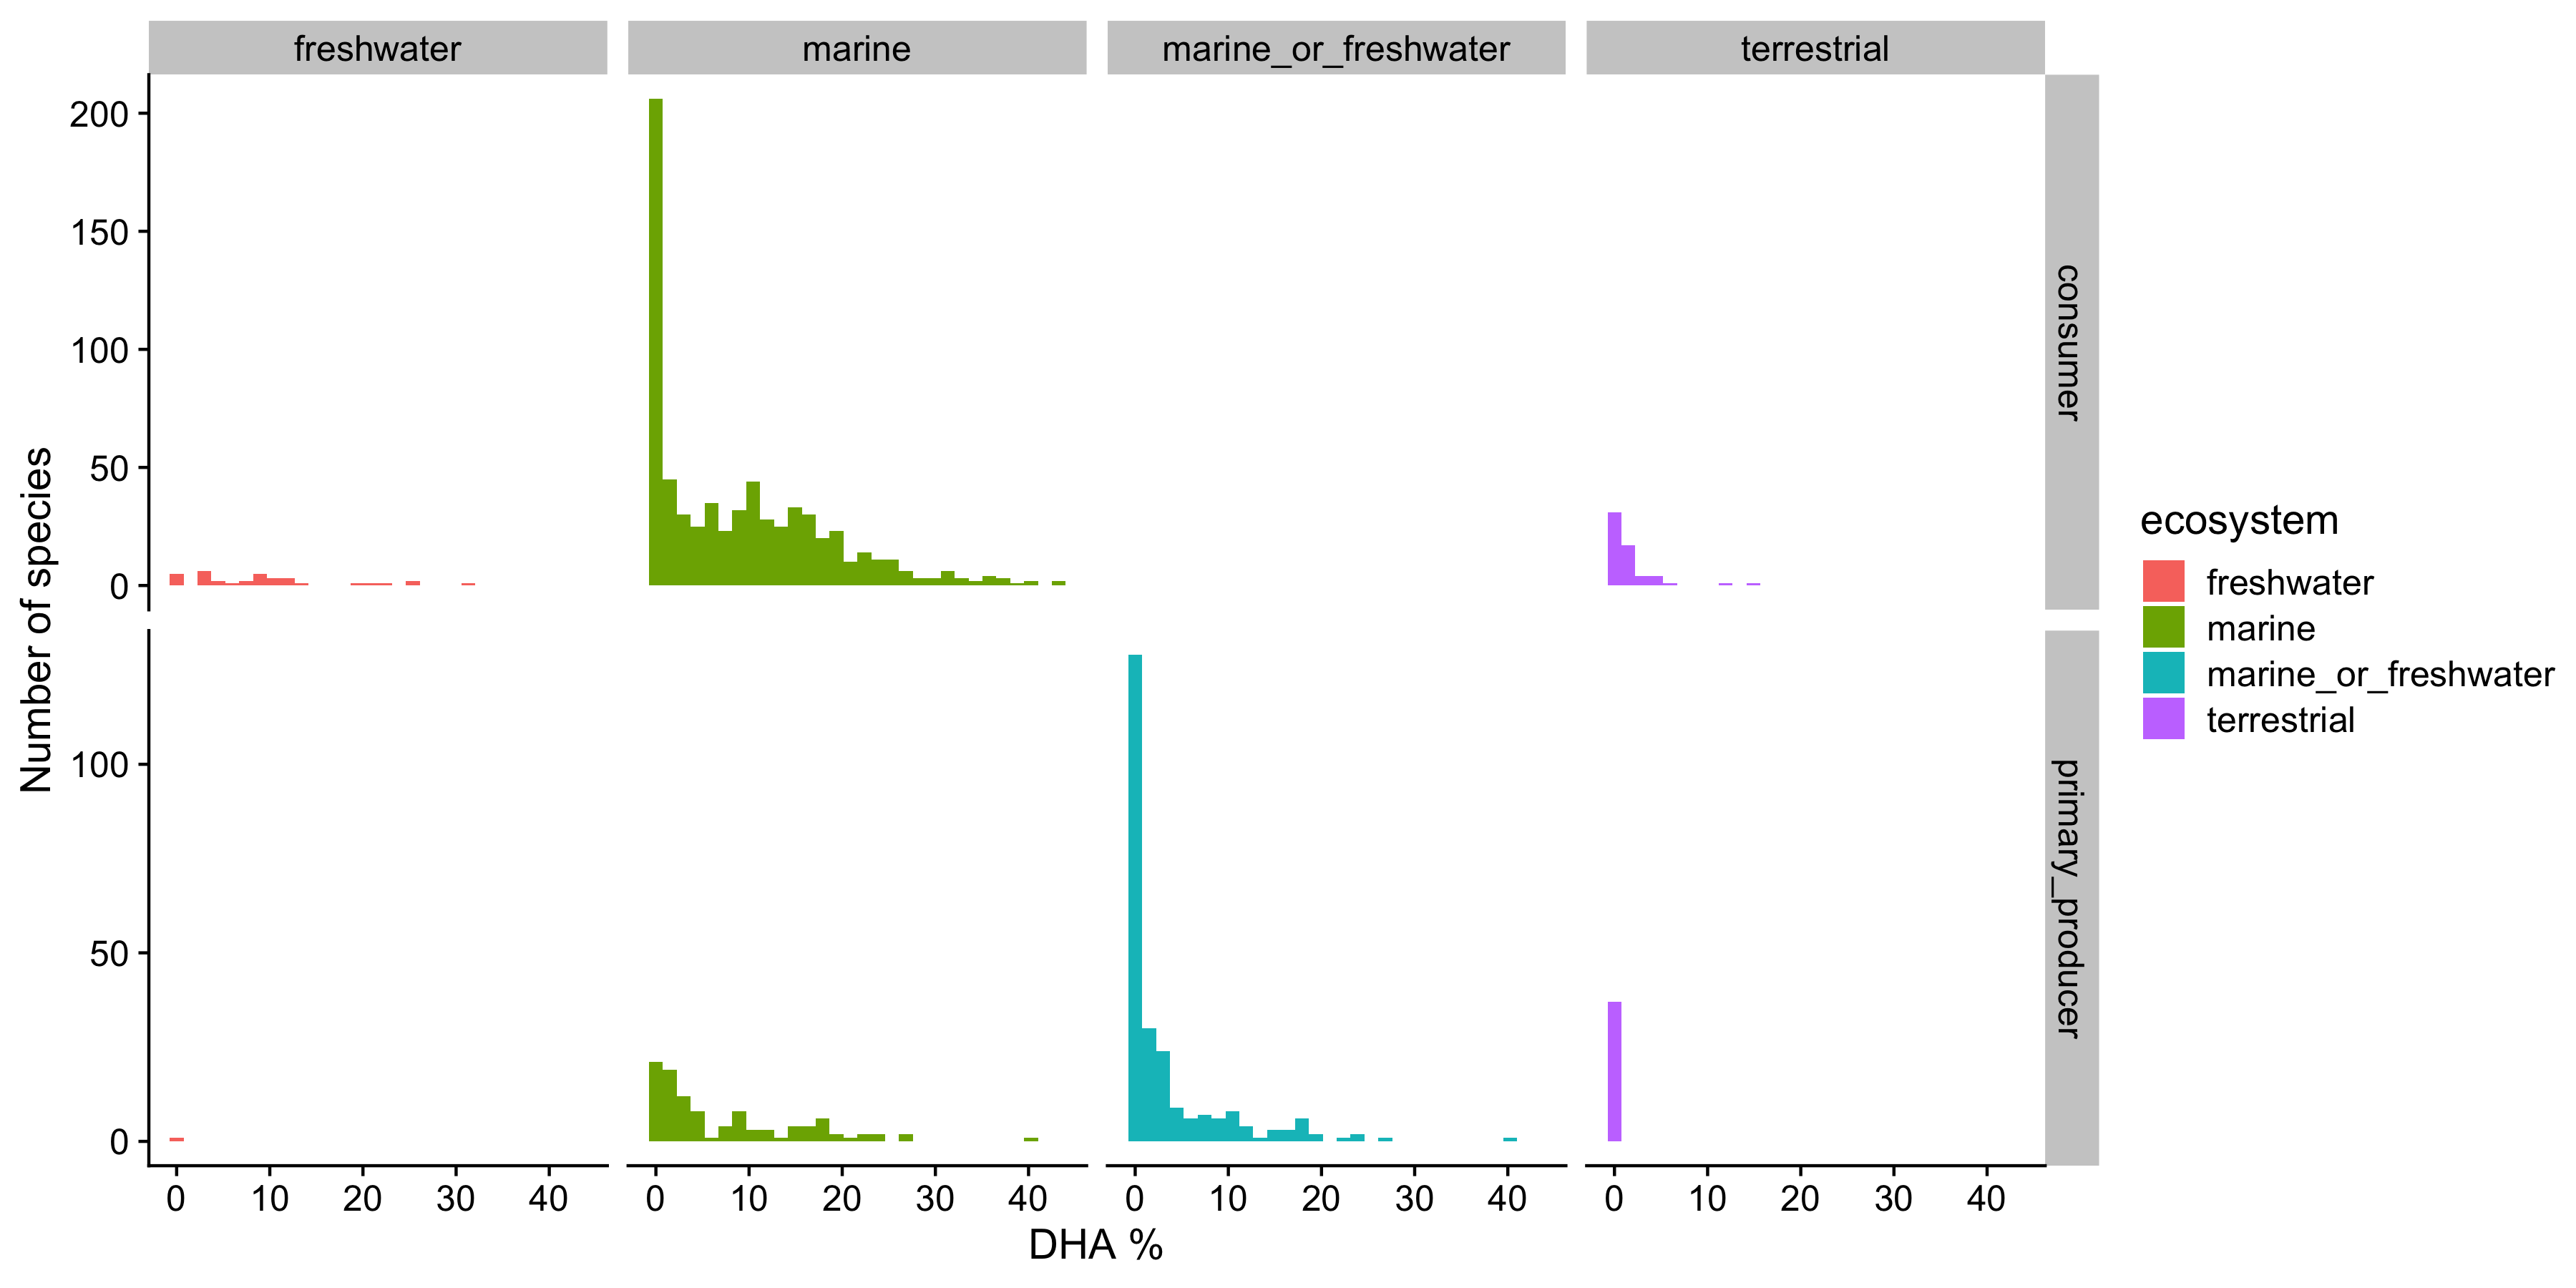 freshwater
marine
marine_or_freshwater
terrestrial
200
150
100
50
0
consumer
Number of species
100
50
0
primary_producer
0 10 20 30 40
0 10 20 30 40
0 10 20 30 40
0 10 20 30 40
DHA %
ecosystem
freshwater
marine
marine_or_freshwater
terrestrial